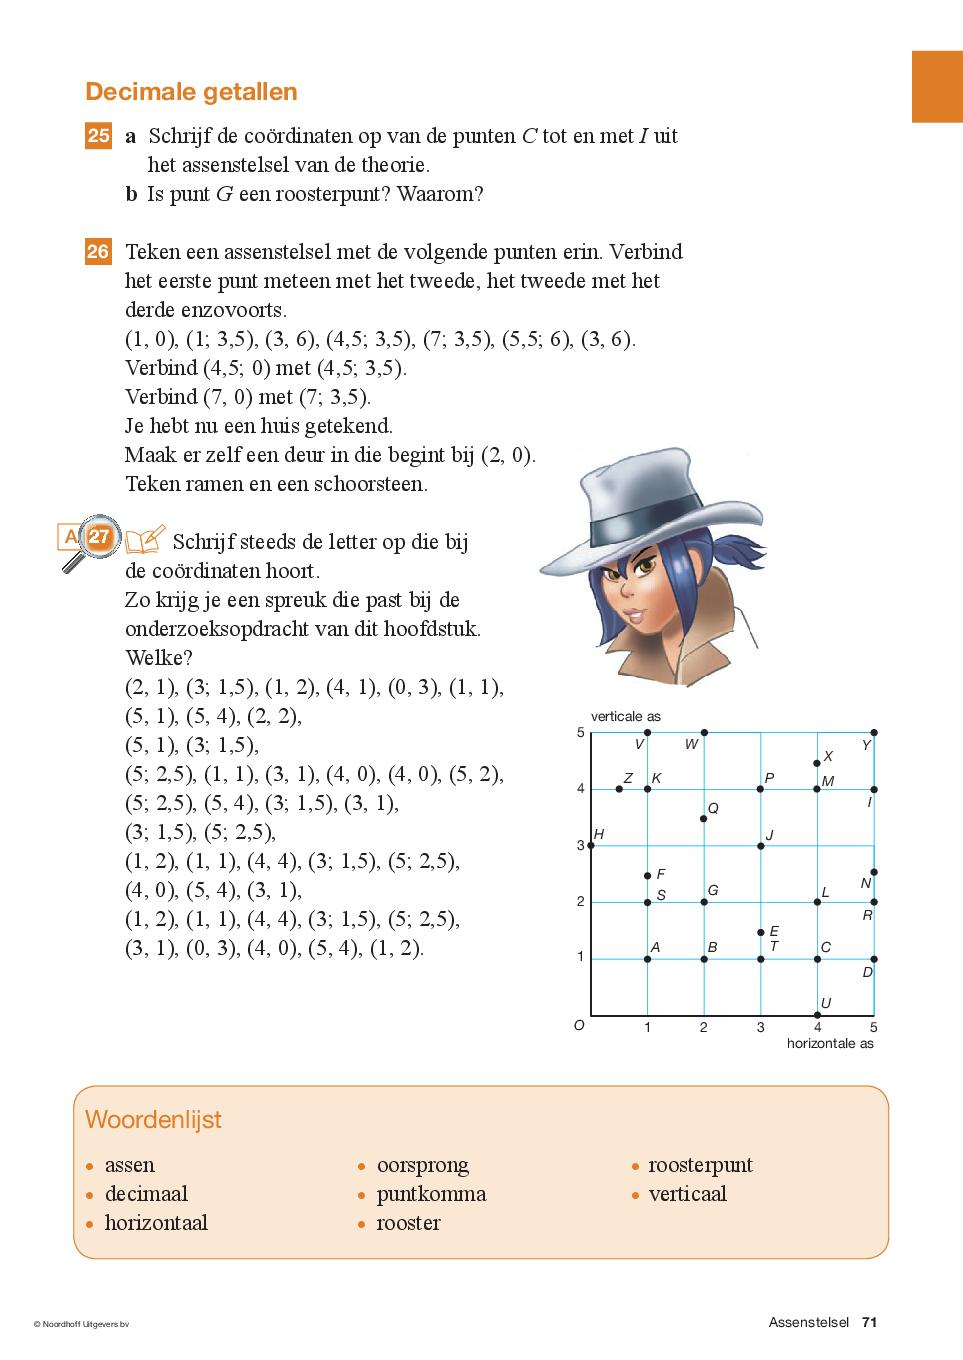 Decimale getallen
25 a Schrijf de coördinaten op van de punten C tot en met I uit
het assenstelsel van de theorie.
b Is punt G een roosterpunt? Waarom?
26 Teken een assenstelsel met de volgende punten erin. Verbind
het eerste punt meteen met het tweede, het tweede met het
derde enzovoorts.
(1, 0), (1; 3,5), (3, 6), (4,5; 3,5), (7; 3,5), (5,5; 6), (3, 6).
Verbind (4,5; 0) met (4,5; 3,5).
Verbind (7, 0) met (7; 3,5).
Je hebt nu een huis getekend.
Maak er zelf een deur in die begint bij (2, 0).
Teken ramen en een schoorsteen.
A 27 Schrijf steeds de letter op die bij
de coördinaten hoort.
Zo krijg je een spreuk die past bij de
onderzoeksopdracht van dit hoofdstuk.
Welke?
(2, 1), (3; 1,5), (1, 2), (4, 1), (0, 3), (1, 1),
(5, 1), (5, 4), (2, 2),
(5, 1), (3; 1,5),
(5; 2,5), (1, 1), (3, 1), (4, 0), (4, 0), (5, 2),
(5; 2,5), (5, 4), (3; 1,5), (3, 1),
(3; 1,5), (5; 2,5),
(1, 2), (1, 1), (4, 4), (3; 1,5), (5; 2,5),
(4, 0), (5, 4), (3, 1),
(1, 2), (1, 1), (4, 4), (3; 1,5), (5; 2,5),
(3, 1), (0, 3), (4, 0), (5, 4), (1, 2).
verticale as
5 V W Y
X
4 Z K P M I
Q
3 H J
F N
2 S G L R
E
1 A B T C D
U
O 1 2 3 4 5
horizontale as
Woordenlijst
• assen
• decimaal
• horizontaal
• oorsprong
• puntkomma
• rooster
• roosterpunt
• verticaal
© Noordhoff Uitgevers bv
Assenstelsel 71